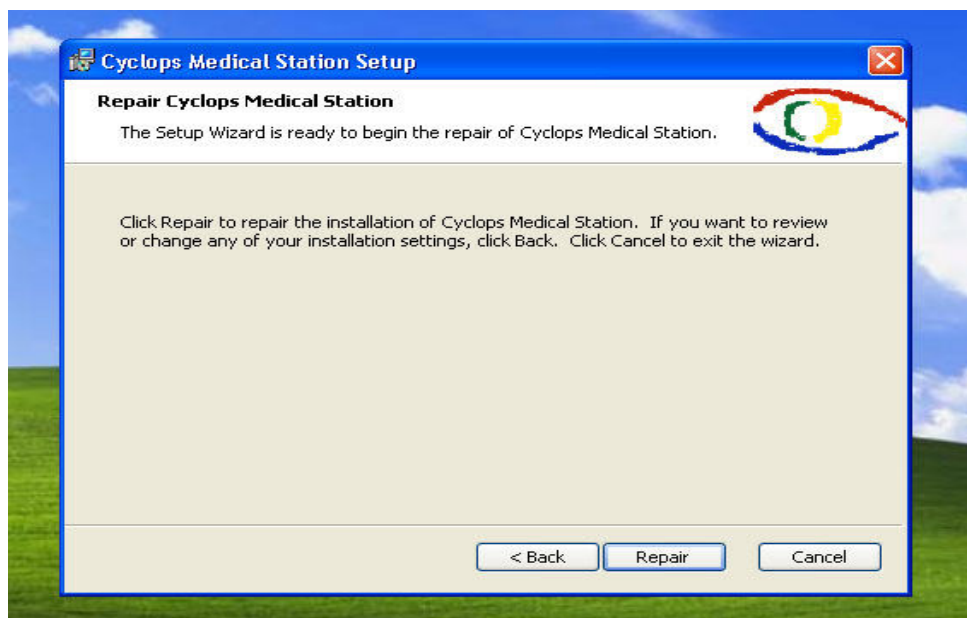 Cyclops Medical Station Setup
Repair Cyclops Medical Station
The Setup Wizard is ready to begin the repair of Cyclops Medical Station.
Click Repair to repair the installation of Cyclops Medical Station.  If you want to review
or change any of your installation settings, click Back.  Click Cancel to exit the wizard.
< Back Repair Cancel